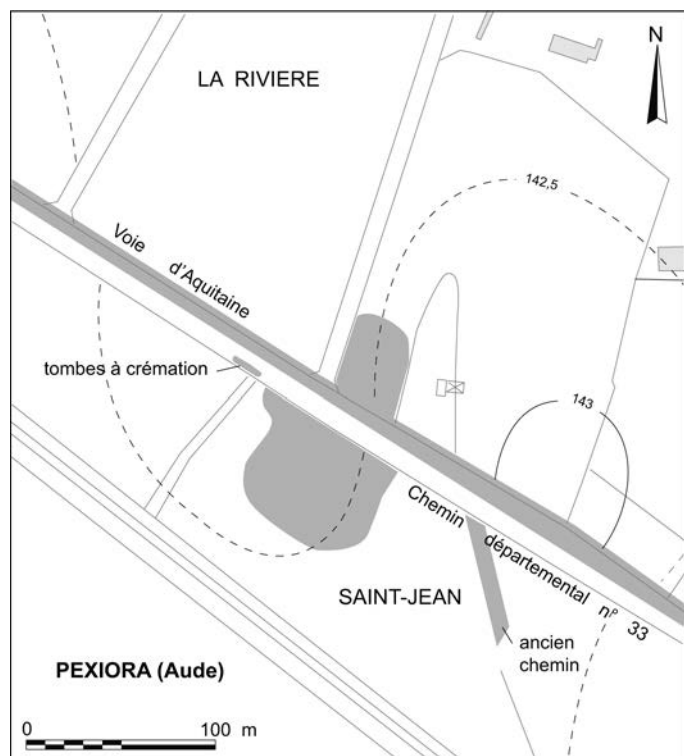 N
LA RIVIERE
142,5
Voie
d'Aquitaine
tombes à crémation
143
Chemin départemental n° 33
SAINT-JEAN
ancien
chemin
PEXIORA (Aude)
0 100 m